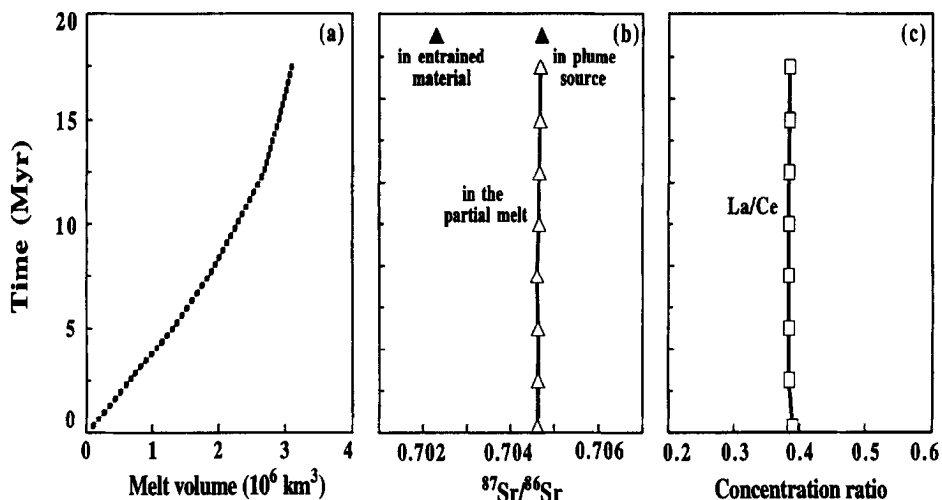 20
15
10
5
0
Time (Myr)
(a)
0 1 2 3 4
Melt volume (10⁶ km³)
(b)
in entrained
material
in plume
source
in the
partial melt
0.702 0.704 0.706
⁸⁷Sr/⁸⁶Sr
(c)
La/Ce
0.2 0.3 0.4 0.5 0.6
Concentration ratio